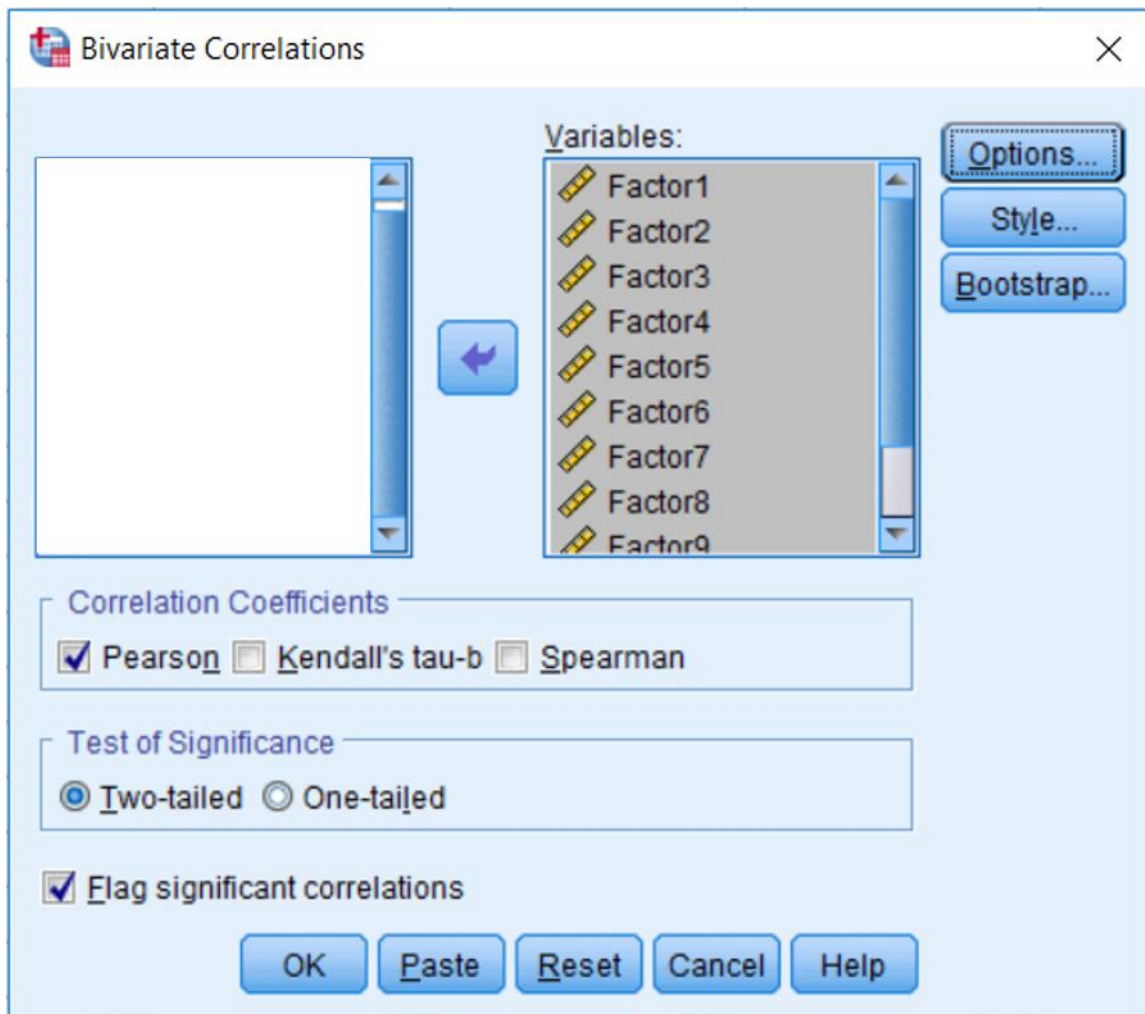 Bivariate Correlations
Variables:
Factor1
Factor2
Factor3
Factor4
Factor5
Factor6
Factor7
Factor8
Factor9
Options...
Style...
Bootstrap...
Correlation Coefficients
Pearson Kendall's tau-b Spearman
Test of Significance
Two-tailed One-tailed
Flag significant correlations
OK Paste Reset Cancel Help